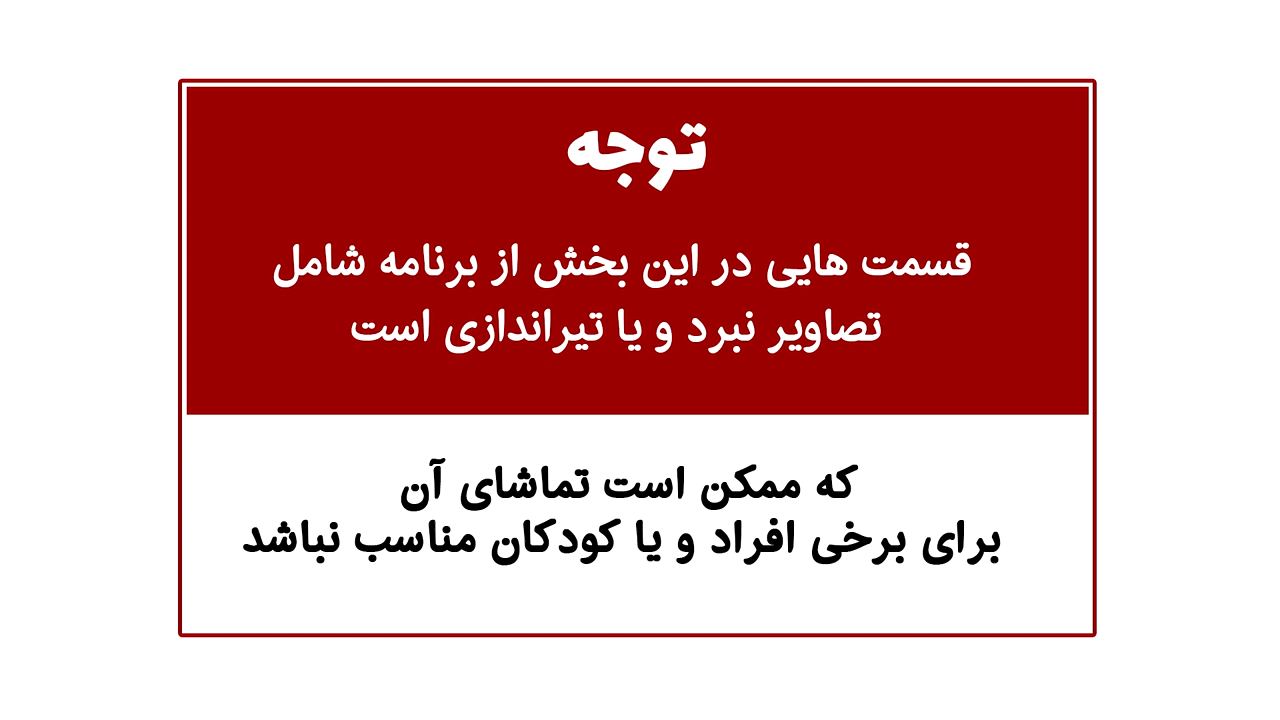 توجه
قسمت هایی در این بخش از برنامه شامل
تصاویر نبرد و یا تیراندازی است
که ممکن است تماشای آن
برای برخی افراد و یا کودکان مناسب نباشد